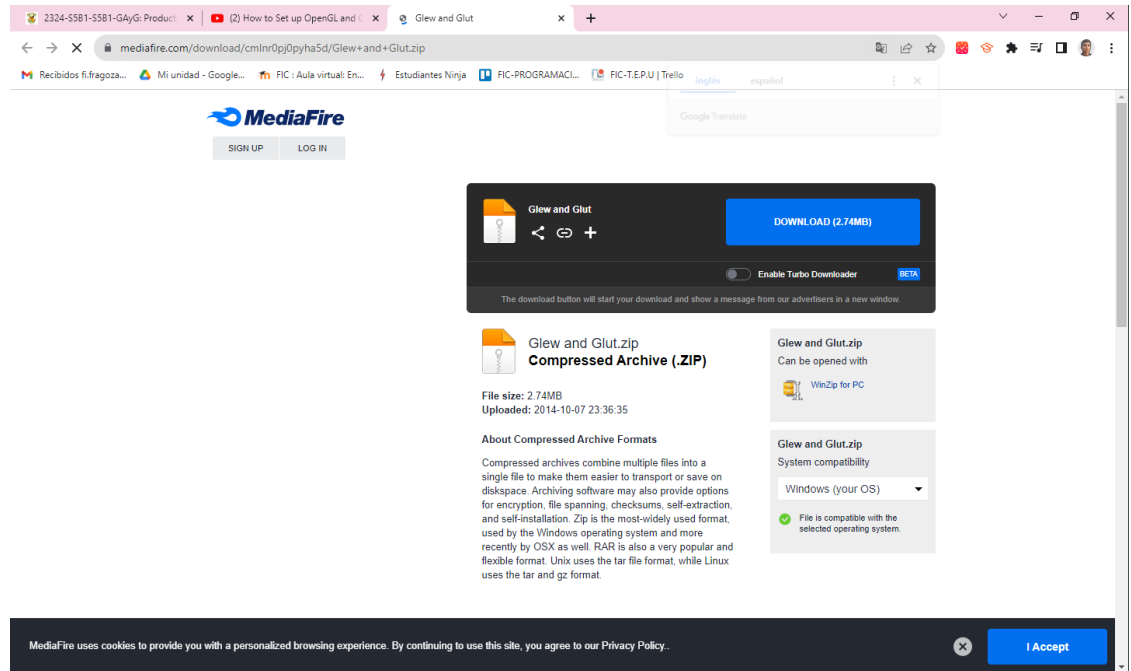 2324-S5B1-S5B1-GAyG: Product
(2) How to Set up OpenGL and G
Glew and Glut
mediafire.com/download/cmlnr0pj0pyha5d/Glew+and+Glut.zip
Recibidos fi.fragoza...
Mi unidad - Google...
FIC : Aula virtual: En...
Estudiantes Ninja
FIC-PROGRAMACI...
FIC-T.E.P.U | Trello
inglés español
Google Translate
MediaFire
SIGN UP LOG IN
Glew and Glut
DOWNLOAD (2.74MB)
Enable Turbo Downloader BETA
The download button will start your download and show a message from our advertisers in a new window.
Glew and Glut.zip
Compressed Archive (.ZIP)
File size: 2.74MB
Uploaded: 2014-10-07 23:36:35
About Compressed Archive Formats
Compressed archives combine multiple files into a
single file to make them easier to transport or save on
diskspace. Archiving software may also provide options
for encryption, file spanning, checksums, self-extraction,
and self-installation. Zip is the most-widely used format,
used by the Windows operating system and more
recently by OSX as well. RAR is also a very popular and
flexible format. Unix uses the tar file format, while Linux
uses the tar and gz format.
Glew and Glut.zip
Can be opened with
WinZip for PC
Glew and Glut.zip
System compatibility
Windows (your OS)
File is compatible with the
selected operating system.
MediaFire uses cookies to provide you with a personalized browsing experience. By continuing to use this site, you agree to our Privacy Policy..
I Accept